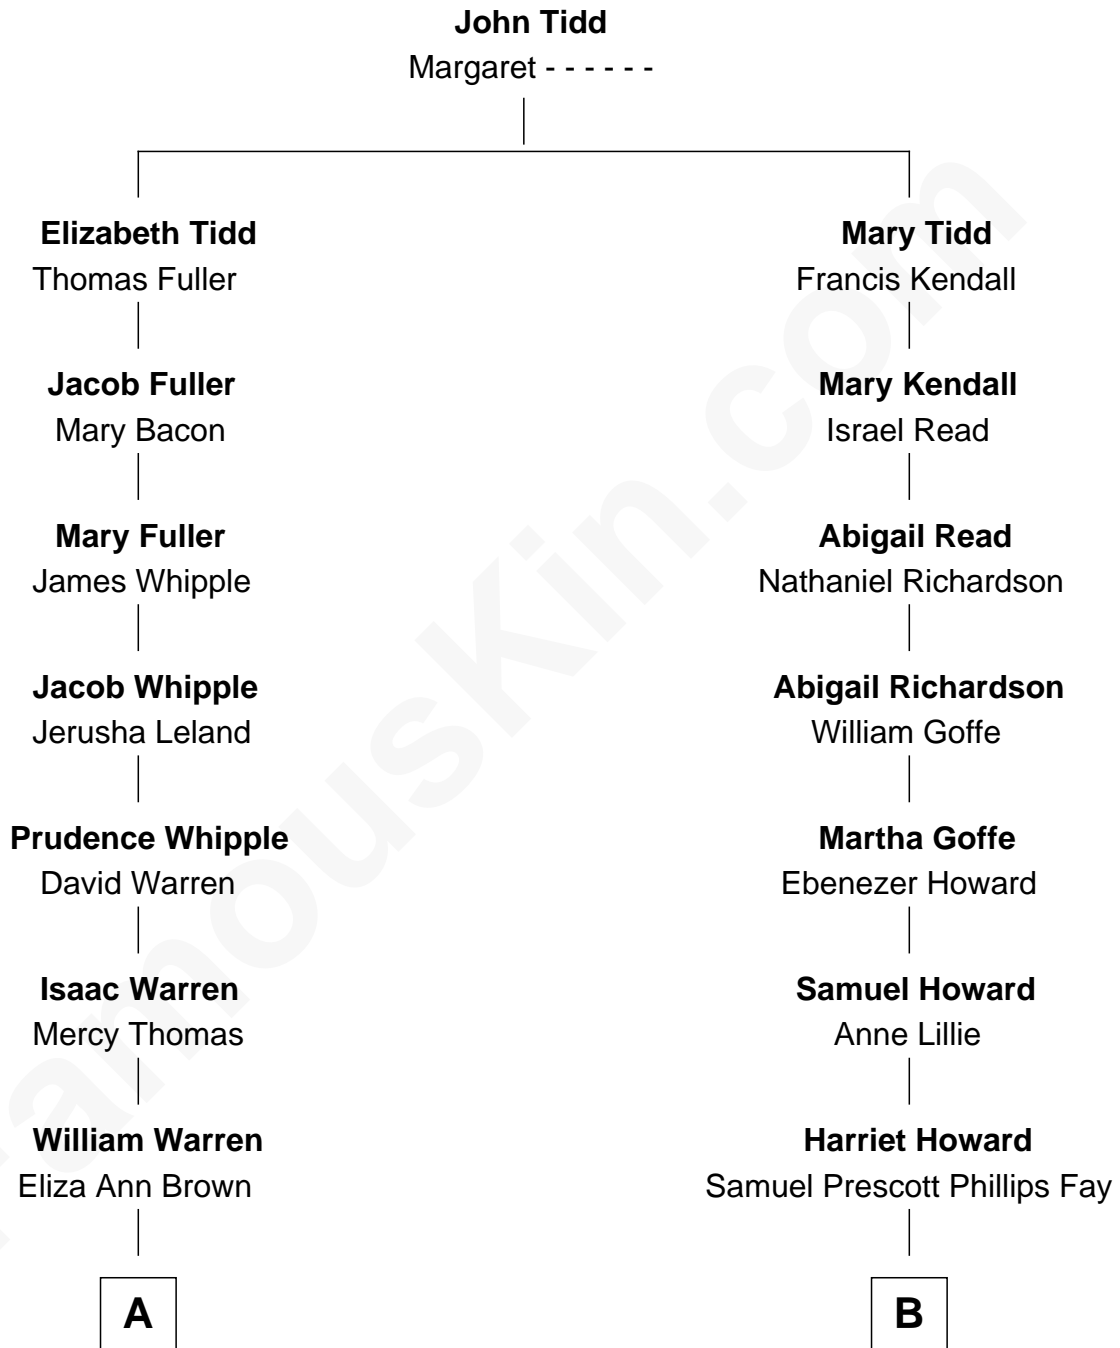 John Tidd
Margaret - - - - - -
Elizabeth Tidd
Thomas Fuller
Mary Tidd
Francis Kendall
Jacob Fuller
Mary Bacon
Mary Kendall
Israel Read
Mary Fuller
James Whipple
Abigail Read
Nathaniel Richardson
Jacob Whipple
Jerusha Leland
Abigail Richardson
William Goffe
Prudence Whipple
David Warren
Martha Goffe
Ebenezer Howard
Isaac Warren
Mercy Thomas
Samuel Howard
Anne Lillie
William Warren
Eliza Ann Brown
Harriet Howard
Samuel Prescott Phillips Fay
A
B
FamousKin.com